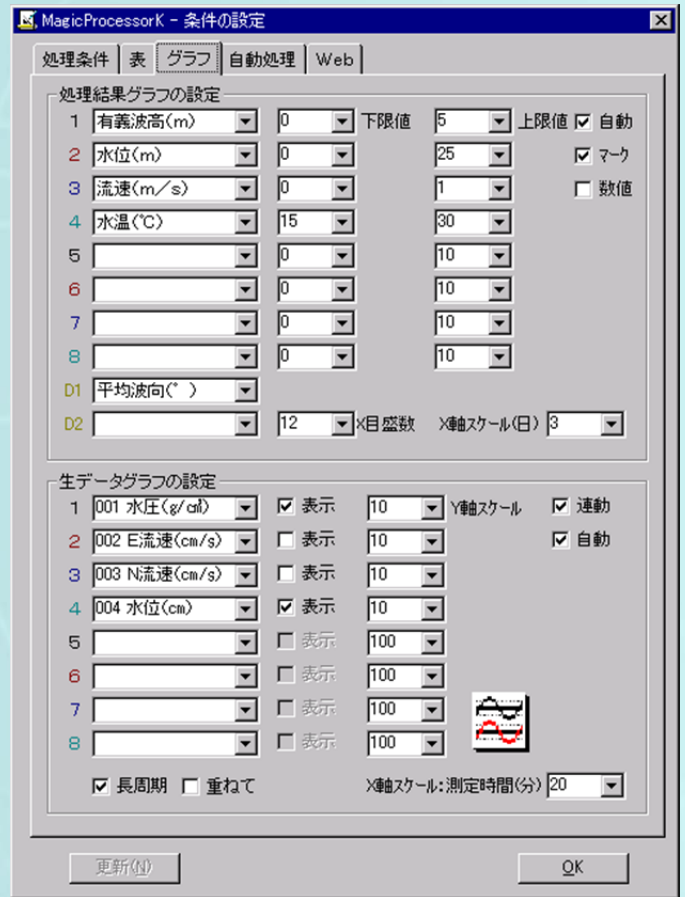 MagicProcessorK - 条件の設定
処理条件 表 グラフ 自動処理 Web
処理結果グラフの設定
1 有義波高(m) 0 下限値 5 上限値 自動
2 水位(m) 0 25 マーク
3 流速(m/s) 0 1 数値
4 水温(℃) 15 30
5 0 10
6 0 10
7 0 10
8 0 10
D1 平均波向(° )
D2 12 X目盛数 X軸スケール(日) 3
生データグラフの設定
1 001 水圧(g/c㎡) 表示 10 Y軸スケール 連動
2 002 E流速(cm/s) 表示 10 自動
3 003 N流速(cm/s) 表示 10
4 004 水位(cm) 表示 10
5 表示 100
6 表示 100
7 表示 100
8 表示 100
長周期 重ねて X軸スケール:測定時間(分) 20
更新(N) OK